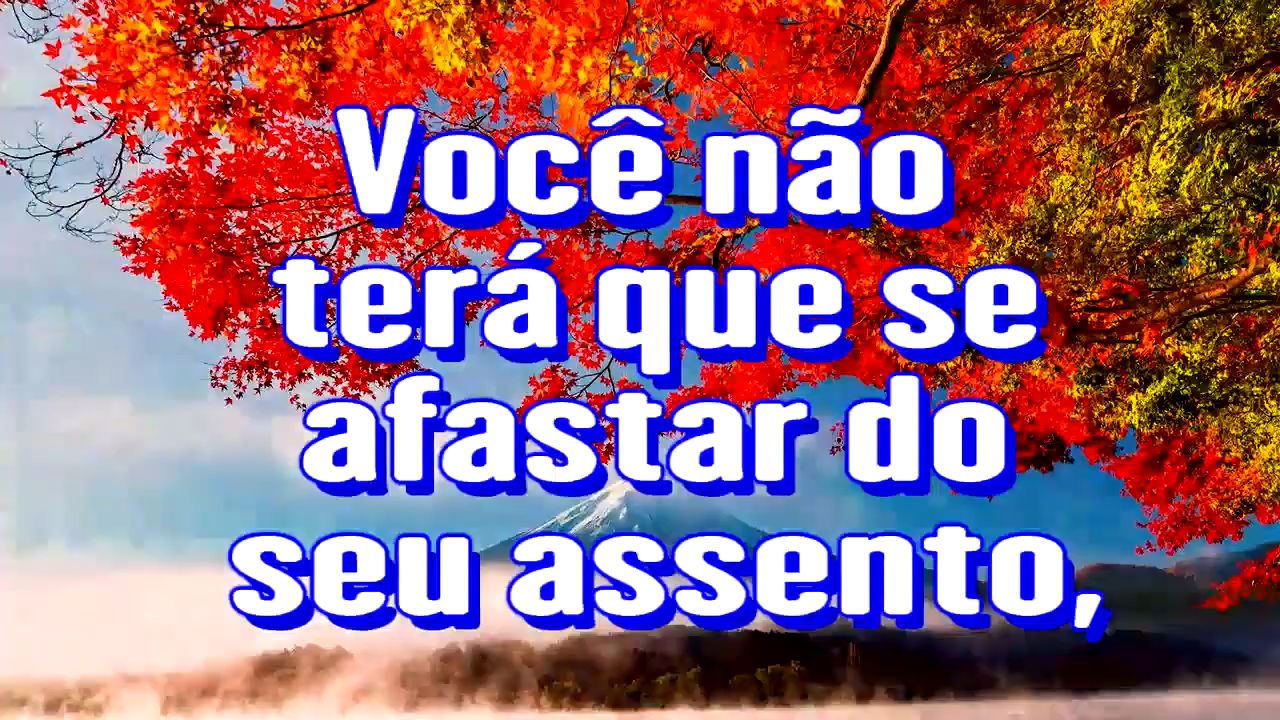 Você não
terá que se
afastar do
seu assento,